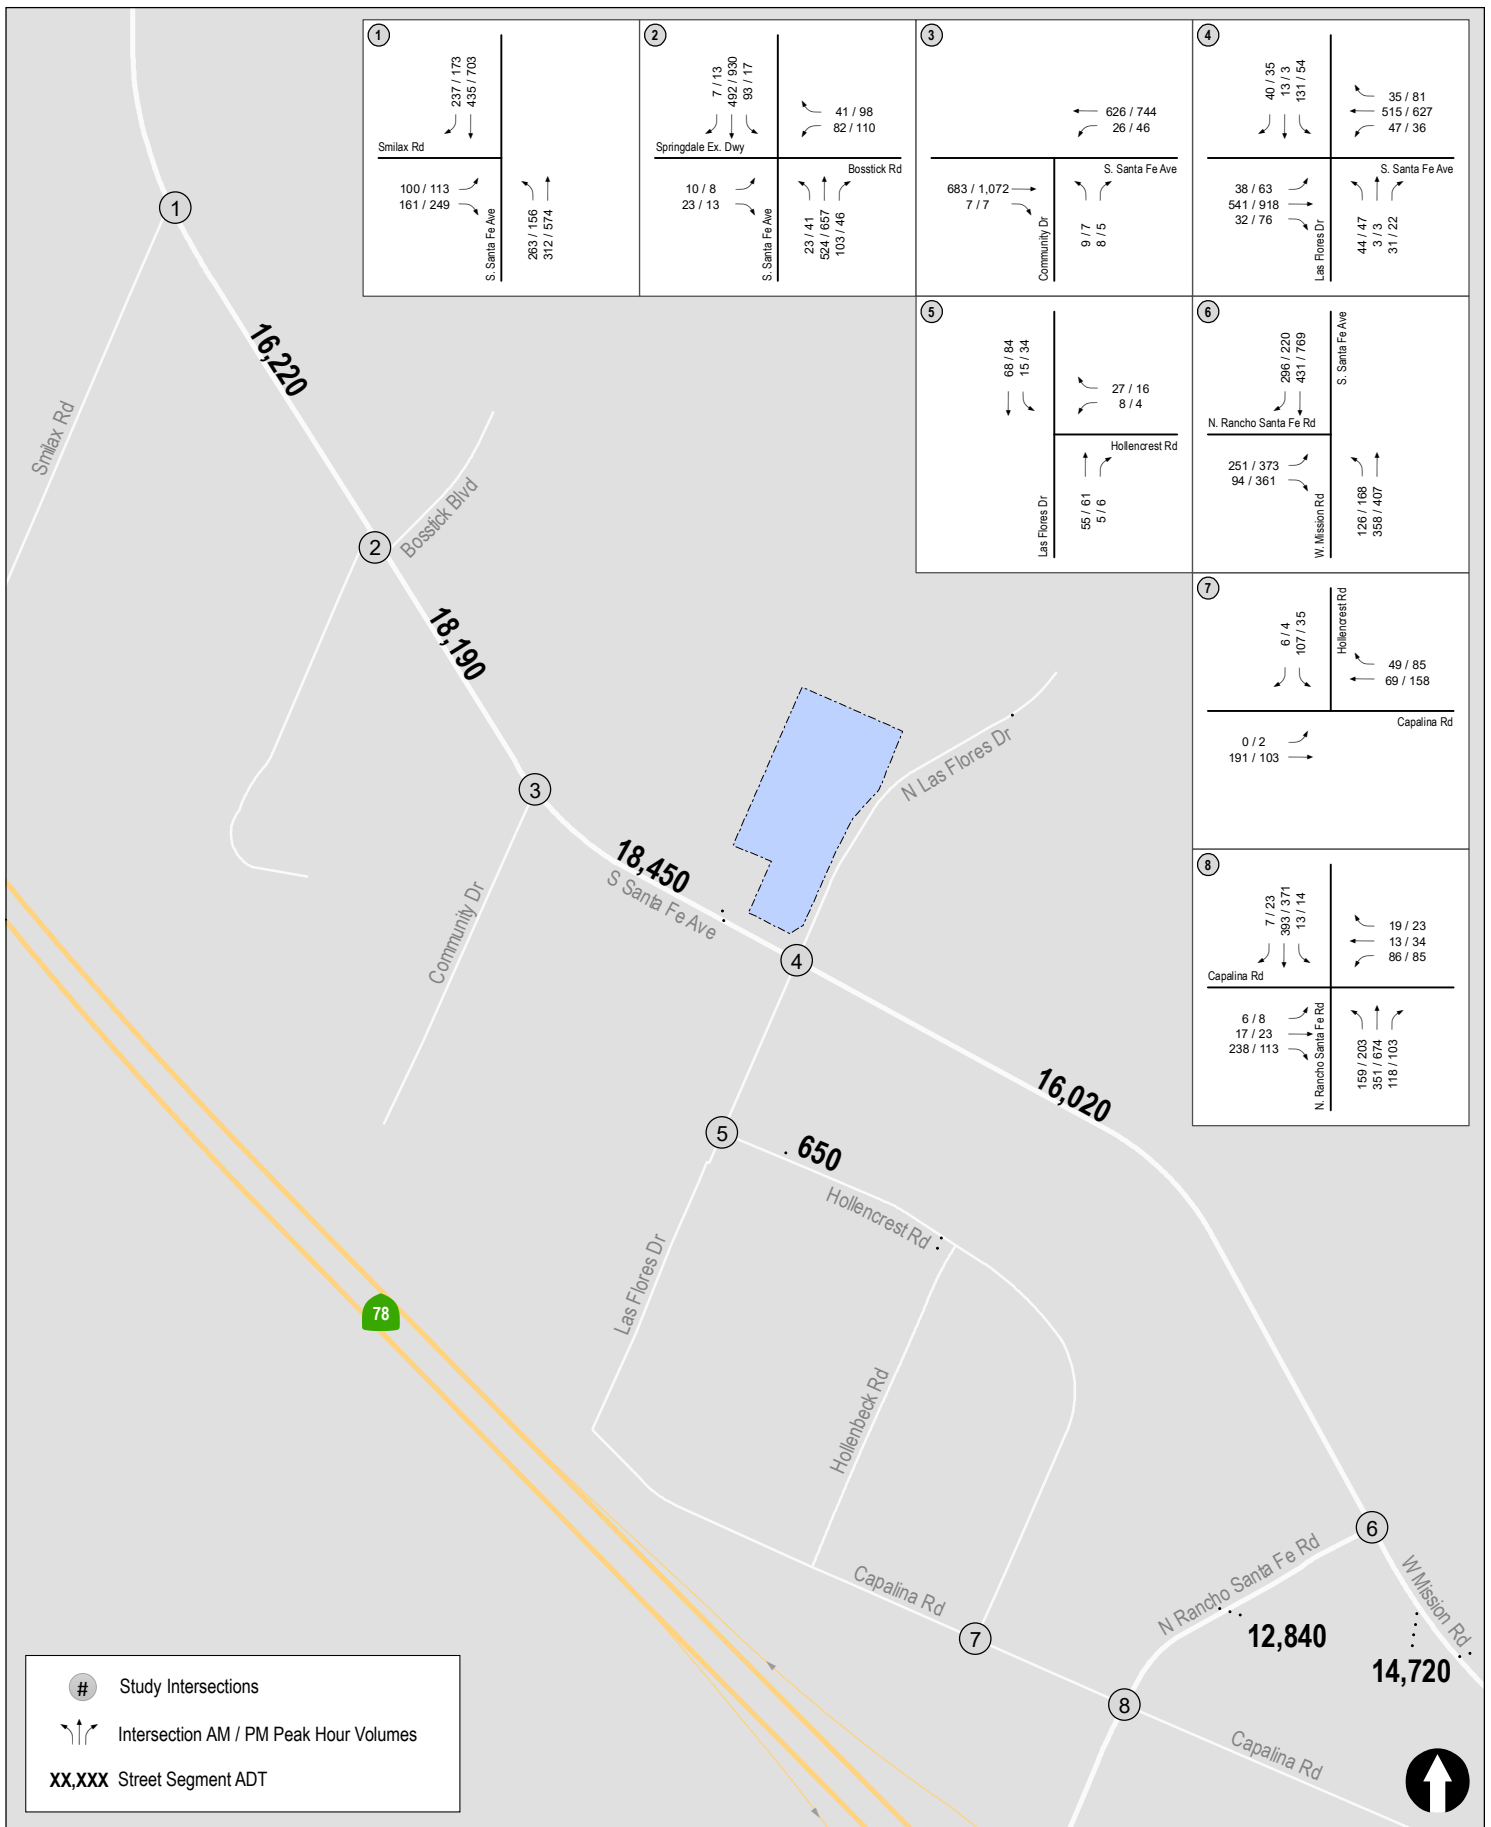 1
237 / 173
435 / 703
Smilax Rd
100 / 113
161 / 249
S. Santa Fe Ave
263 / 156
312 / 574
2
7 / 13
492 / 930
93 / 17
41 / 98
82 / 110
Springdale Ex. Dwy
Bosstick Rd
10 / 8
23 / 13
S. Santa Fe Ave
23 / 41
524 / 657
103 / 46
3
626 / 744
26 / 46
S. Santa Fe Ave
683 / 1,072
7 / 7
Community Dr
9 / 7
8 / 5
4
40 / 35
13 / 3
131 / 54
35 / 81
515 / 627
47 / 36
S. Santa Fe Ave
38 / 63
541 / 918
32 / 76
Las Flores Dr
44 / 47
3 / 3
31 / 22
5
68 / 84
15 / 34
27 / 16
8 / 4
Hollencrest Rd
Las Flores Dr
55 / 61
5 / 6
6
296 / 220
431 / 769
S. Santa Fe Ave
N. Rancho Santa Fe Rd
251 / 373
94 / 361
W. Mission Rd
126 / 168
358 / 407
7
6 / 4
107 / 35
Hollencrest Rd
49 / 85
69 / 158
Capalina Rd
0 / 2
191 / 103
8
7 / 23
393 / 371
13 / 14
19 / 23
13 / 34
86 / 85
Capalina Rd
6 / 8
17 / 23
238 / 113
N. Rancho Santa Fe Rd
159 / 203
351 / 674
118 / 103
1
16,220
Smilax Rd
Bosstick Blvd
2
18,190
3
N Las Flores Dr
18,450
S Santa Fe Ave
Community Dr
4
16,020
5
650
Hollencrest Rd
Las Flores Dr
78
Hollenbeck Rd
6
N Rancho Santa Fe Rd
W Mission Rd
Capalina Rd
7
12,840
14,720
8
Capalina Rd
# Study Intersections
Intersection AM / PM Peak Hour Volumes
XX,XXX Street Segment ADT